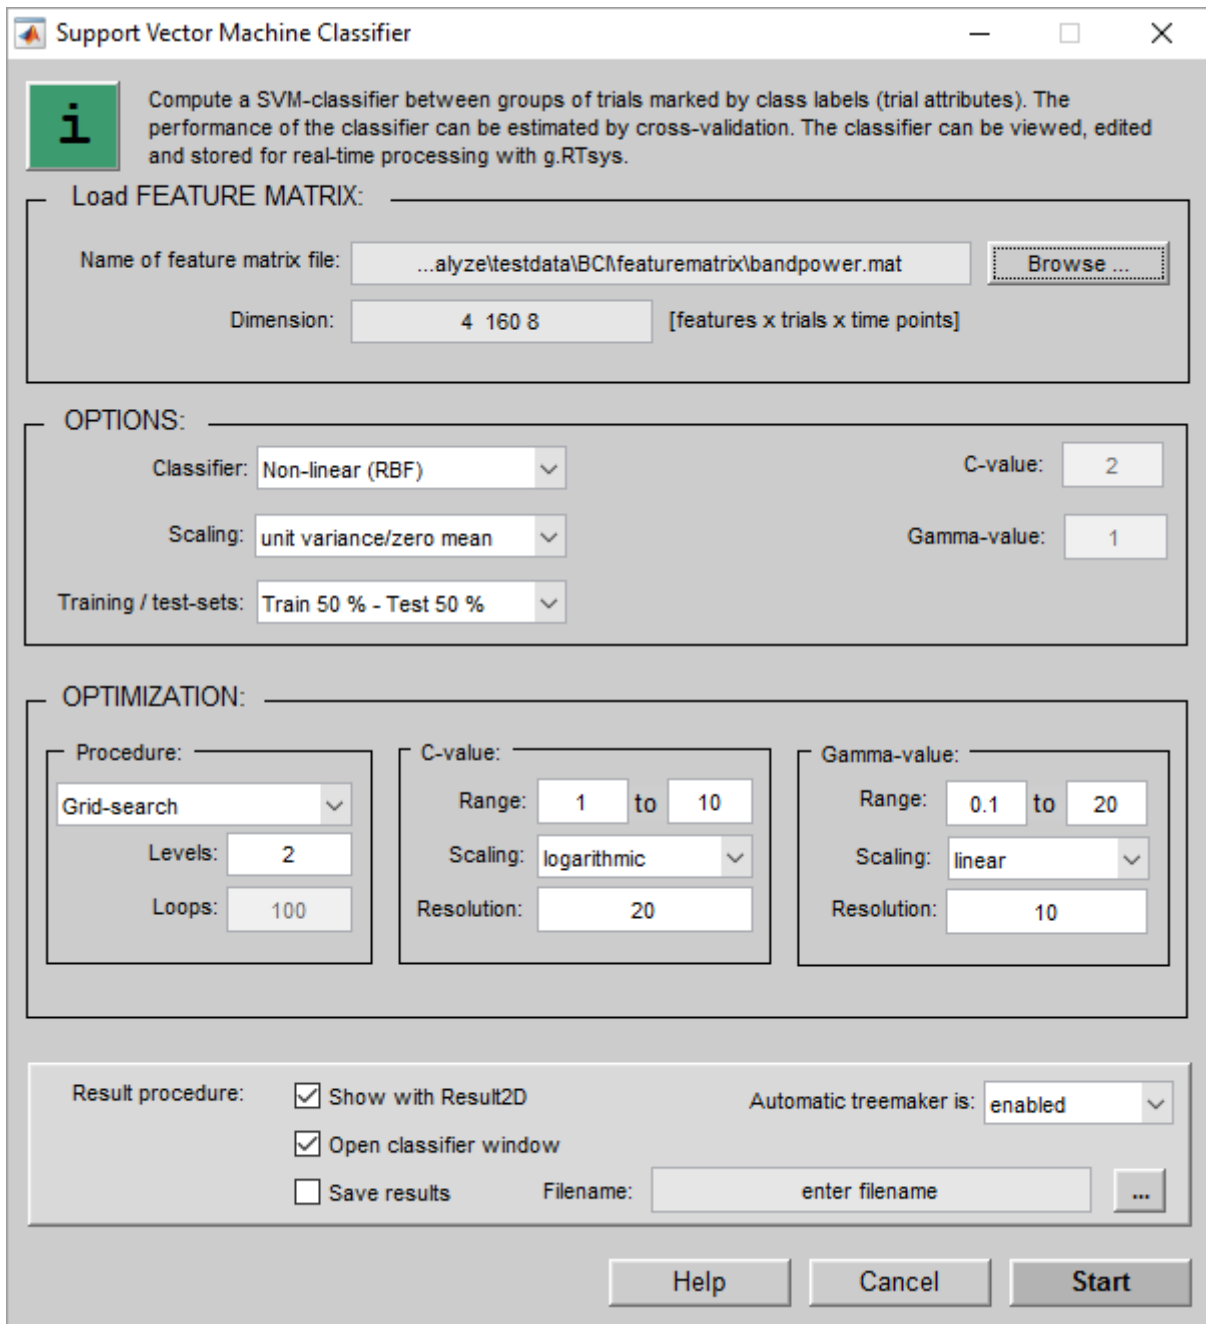 Support Vector Machine Classifier
i
Compute a SVM-classifier between groups of trials marked by class labels (trial attributes). The
performance of the classifier can be estimated by cross-validation. The classifier can be viewed, edited
and stored for real-time processing with g.RTsys.
Load FEATURE MATRIX:
Name of feature matrix file: ...alyze\testdata\BCI\featurematrix\bandpower.mat Browse ...
Dimension: 4 160 8 [features x trials x time points]
OPTIONS:
Classifier: Non-linear (RBF) C-value: 2
Scaling: unit variance/zero mean Gamma-value: 1
Training / test-sets: Train 50 % - Test 50 %
OPTIMIZATION:
Procedure:
Grid-search
Levels: 2
Loops: 100
C-value:
Range: 1 to 10
Scaling: logarithmic
Resolution: 20
Gamma-value:
Range: 0.1 to 20
Scaling: linear
Resolution: 10
Result procedure: Show with Result2D Automatic treemaker is: enabled
Open classifier window
Save results Filename: enter filename ...
Help Cancel Start